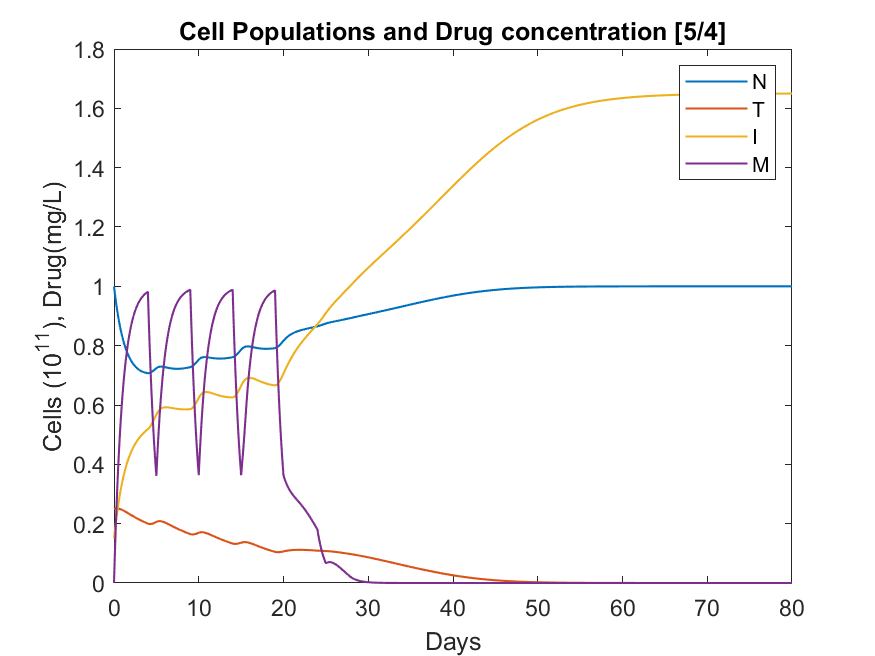 Cell Populations and Drug concentration [5/4]
1.8
1.6
1.4
1.2
1
0.8
0.6
0.4
0.2
0
Cells (10^11), Drug(mg/L)
N
T
I
M
0 10 20 30 40 50 60 70 80
Days